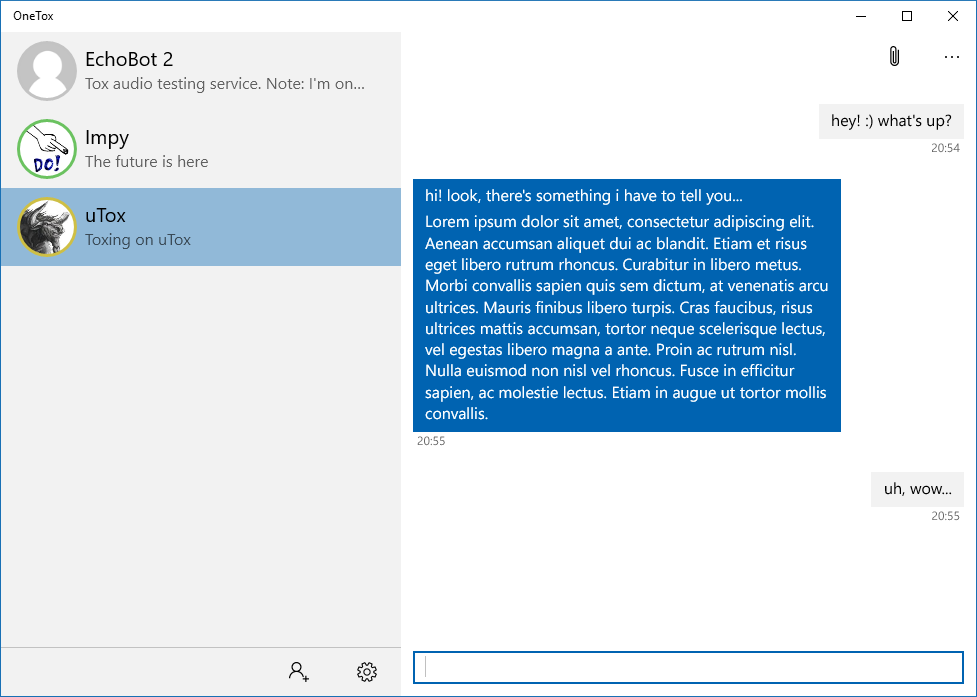 OneTox
EchoBot 2
Tox audio testing service. Note: I'm on...
DO!
Impy
The future is here
uTox
Toxing on uTox
...
hey! :) what's up?
20:54
hi! look, there's something i have to tell you...
Lorem ipsum dolor sit amet, consectetur adipiscing elit.
Aenean accumsan aliquet dui ac blandit. Etiam et risus
eget libero rutrum rhoncus. Curabitur in libero metus.
Morbi convallis sapien quis sem dictum, at venenatis arcu
ultrices. Mauris finibus libero turpis. Cras faucibus, risus
ultrices mattis accumsan, tortor neque scelerisque lectus,
vel egestas libero magna a ante. Proin ac rutrum nisl.
Nulla euismod non nisl vel rhoncus. Fusce in efficitur
sapien, ac molestie lectus. Etiam in augue ut tortor mollis
convallis.
20:55
uh, wow...
20:55